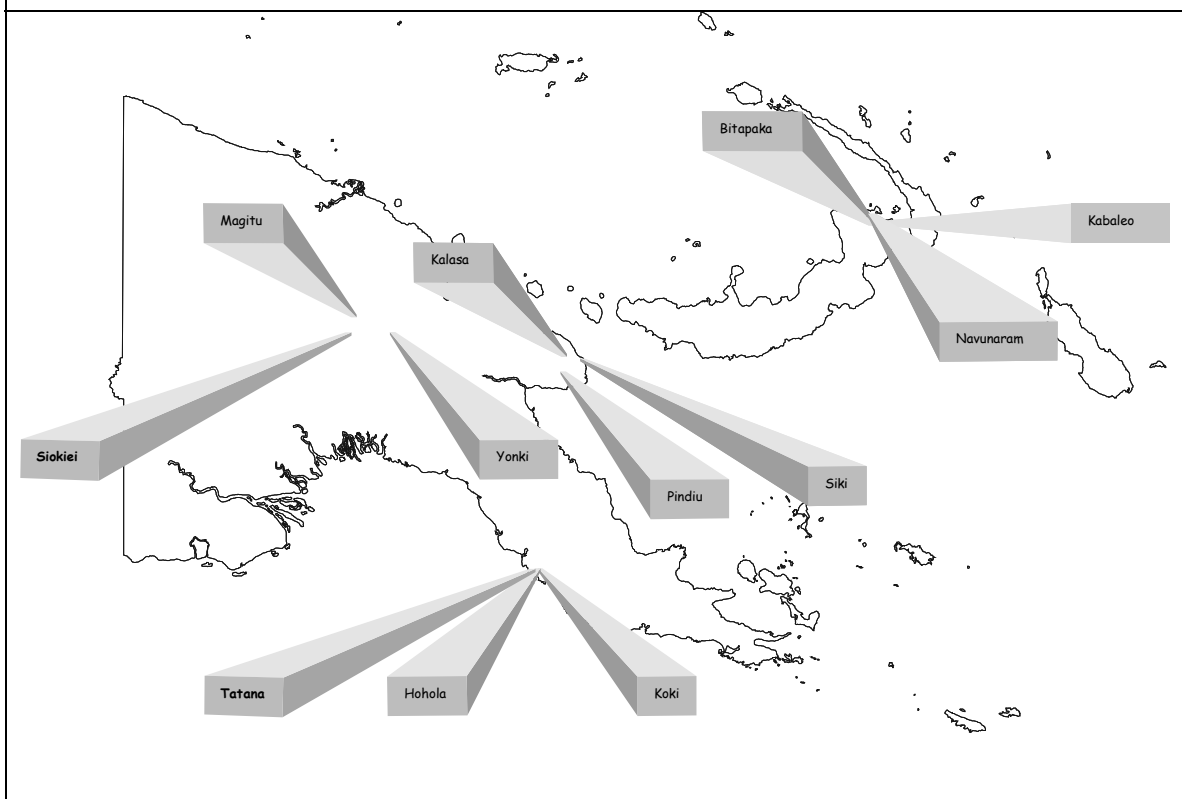 Bitapaka
Magitu
Kabaleo
Kalasa
Navunaram
Siokiei
Yonki
Siki
Pindiu
Tatana
Hohola
Koki